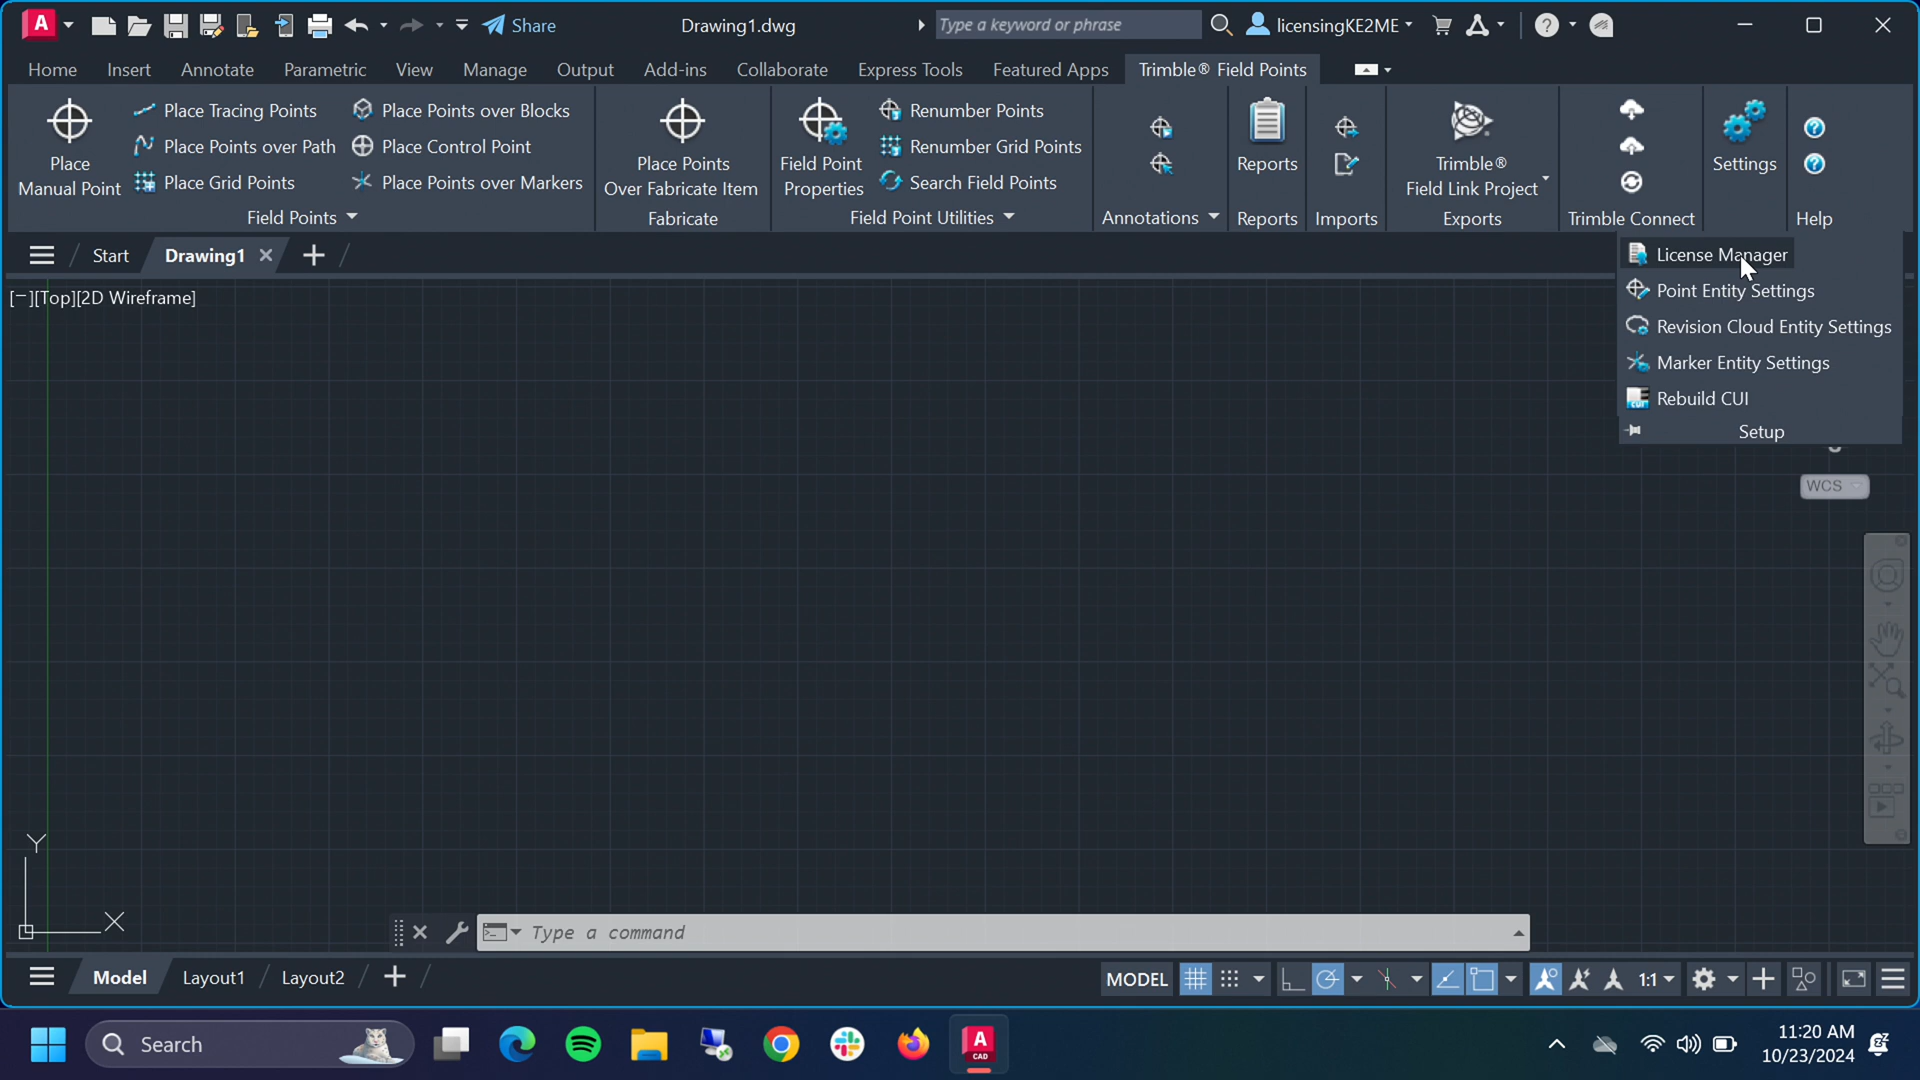 A Share Drawing1.dwg Type a keyword or phrase licensingKE2ME
Home Insert Annotate Parametric View Manage Output Add-ins Collaborate Express Tools Featured Apps Trimble® Field Points
Place Manual Point
Place Tracing Points
Place Points over Path
Place Grid Points
Place Points over Blocks
Place Control Point
Place Points over Markers
Field Points
Place Points
Over Fabricate Item
Fabricate
Field Point
Properties
Renumber Points
Renumber Grid Points
Search Field Points
Field Point Utilities
Annotations
Reports
Reports
Imports
Trimble®
Field Link Project
Exports
Trimble Connect
Settings
Help
Start Drawing1
License Manager
Point Entity Settings
Revision Cloud Entity Settings
Marker Entity Settings
CUI Rebuild CUI
Setup
[−][Top][2D Wireframe]
WCS
Y
X
Type a command
Model Layout1 Layout2 MODEL 1:1
Search
A
CAD
11:20 AM
10/23/2024